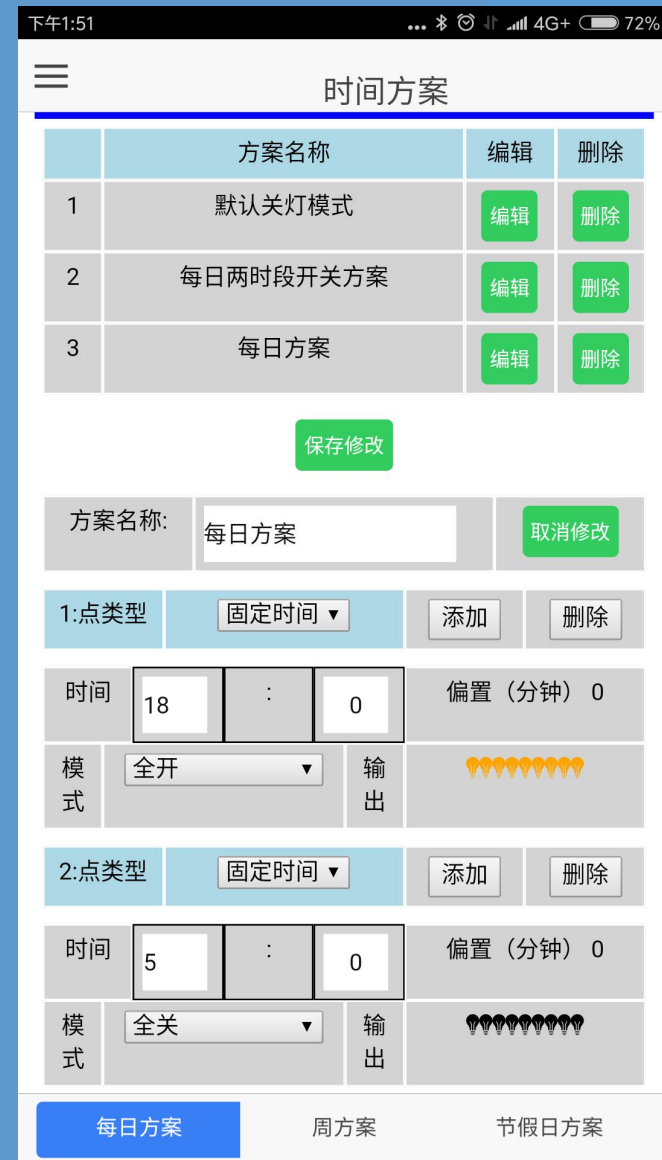 下午1:51 ... 4G+ 72%
时间方案
方案名称 编辑 删除
1 默认关灯模式 编辑 删除
2 每日两时段开关方案 编辑 删除
3 每日方案 编辑 删除
保存修改
方案名称: 每日方案 取消修改
1:点类型 固定时间 添加 删除
时间 18 : 0 偏置（分钟） 0
模式 全开 输出
2:点类型 固定时间 添加 删除
时间 5 : 0 偏置（分钟） 0
模式 全关 输出
每日方案 周方案 节假日方案